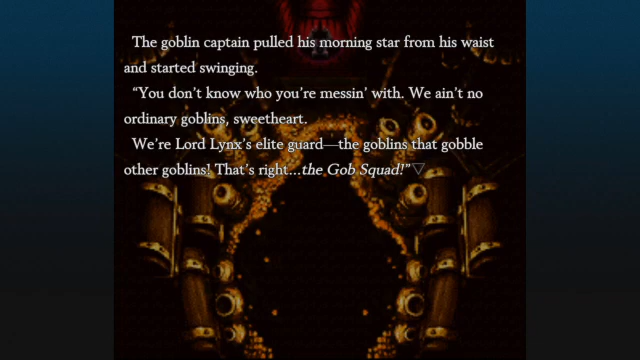 The goblin captain pulled his morning star from his waist
and started swinging.
“You don’t know who you’re messin’ with. We ain’t no
ordinary goblins, sweetheart.
We’re Lord Lynx’s elite guard—the goblins that gobble
other goblins! That’s right...the Gob Squad!”▽